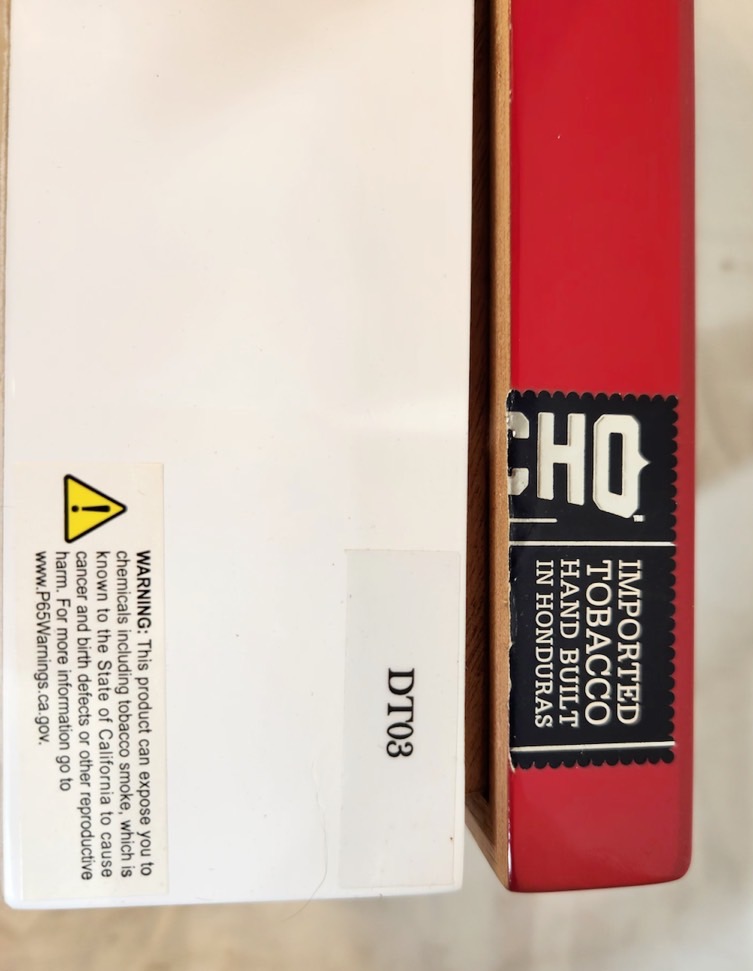 WARNING: This product can expose you to
chemicals including tobacco smoke, which is
known to the State of California to cause
cancer and birth defects or other reproductive
harm. For more information go to
www.P65Warnings.ca.gov.
DT03
CHO™
IMPORTED
TOBACCO
HAND BUILT
IN HONDURAS